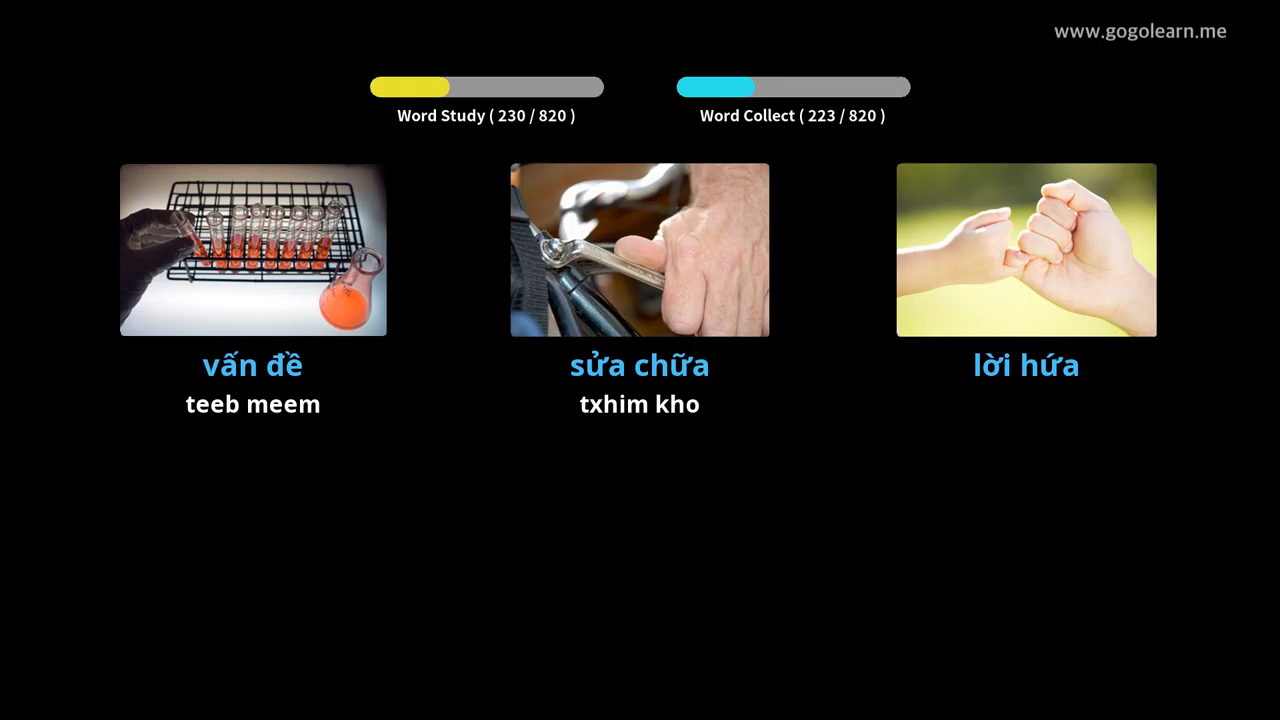 www.gogolearn.me
Word Study ( 230 / 820 )
Word Collect ( 223 / 820 )
vấn đề
sửa chữa
lời hứa
teeb meem
txhim kho